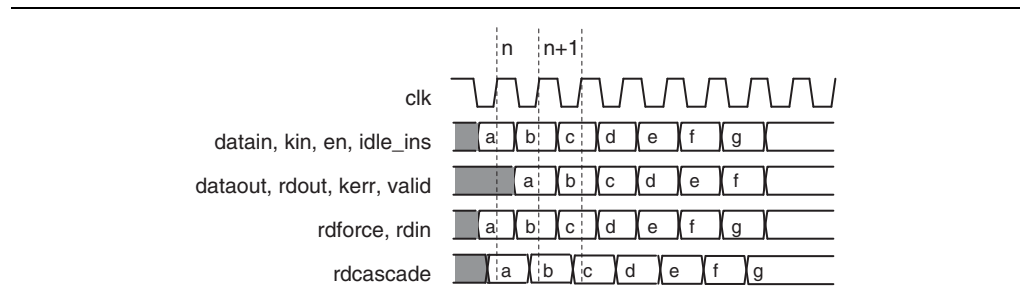 n n+1
clk
datain, kin, en, idle_ins a b c d e f g
dataout, rdout, kerr, valid a b c d e f
rdforce, rdin a b c d e f g
rdcascade a b c d e f g